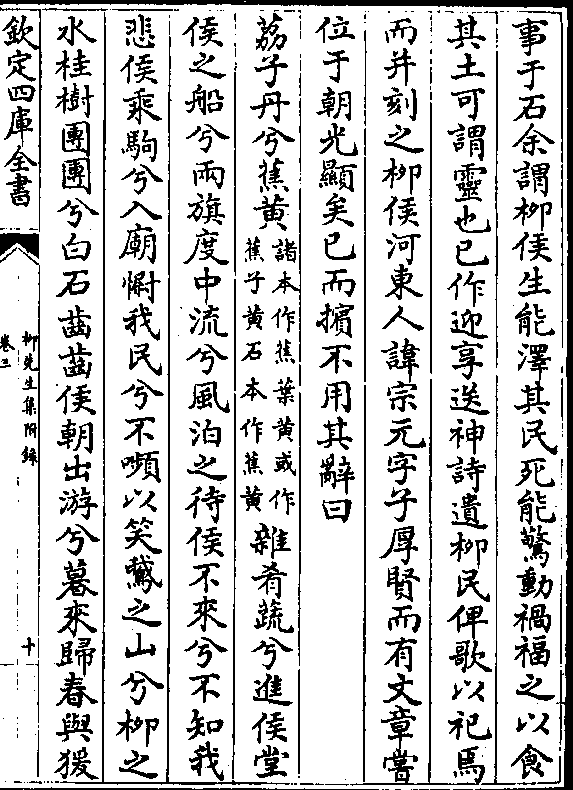 事于石余謂柳侯生能澤其民死能驚動禍福之以食
其土可謂靈也已作迎享送神詩遺柳民俾歌以祀焉
而并刻之柳侯河東人諱宗元字子厚賢而有文章嘗
位于朝光顯矣已而擯不用其辭曰
荔子丹兮蕉黄諸本作蕉葉黄或作蕉子黄石本作蕉黄雜肴蔬兮進侯堂
侯之船兮兩旗度中流兮風泊之待侯不來兮不知我
悲侯乘駒兮入廟慰我民兮不嚬以笑鵞之山兮柳之
水桂樹團團兮白石齒齒侯朝出游兮暮來歸春與猨
欽定四庫全書
柳先生集附錄
卷二
十